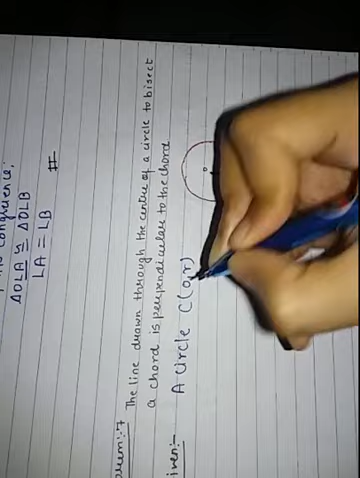 congruence.
ΔOLA ≅ ΔOLB
LA = LB
#
7 The line drawn through the centre of a circle to bisect
a chord is perpendicular to the chord
A circle C(o,r)